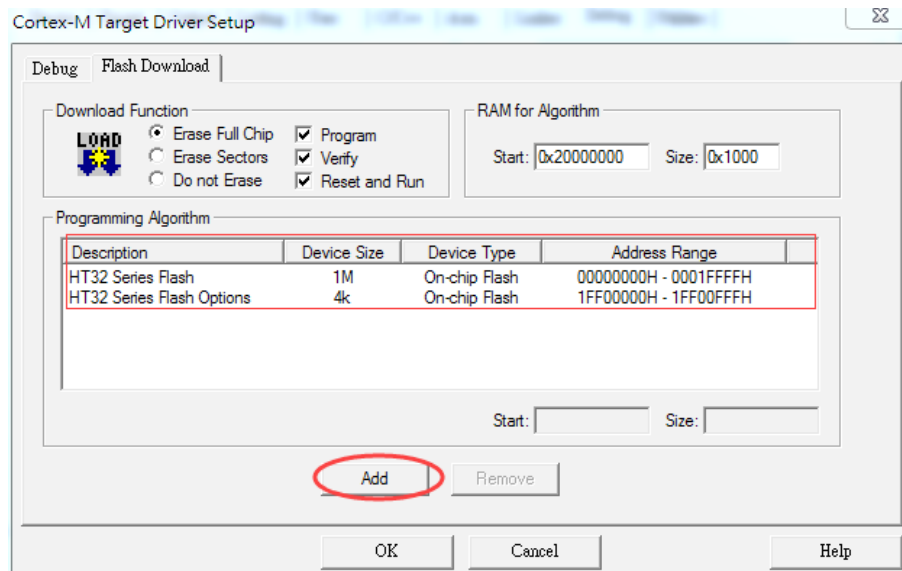 Cortex-M Target Driver Setup
Debug Flash Download
Download Function
LOAD
Erase Full Chip Program
Erase Sectors Verify
Do not Erase Reset and Run
RAM for Algorithm
Start: 0x20000000 Size: 0x1000
Programming Algorithm
Description Device Size Device Type Address Range
HT32 Series Flash 1M On-chip Flash 00000000H - 0001FFFFH
HT32 Series Flash Options 4k On-chip Flash 1FF00000H - 1FF00FFFH
Start: Size:
Add Remove
OK Cancel Help